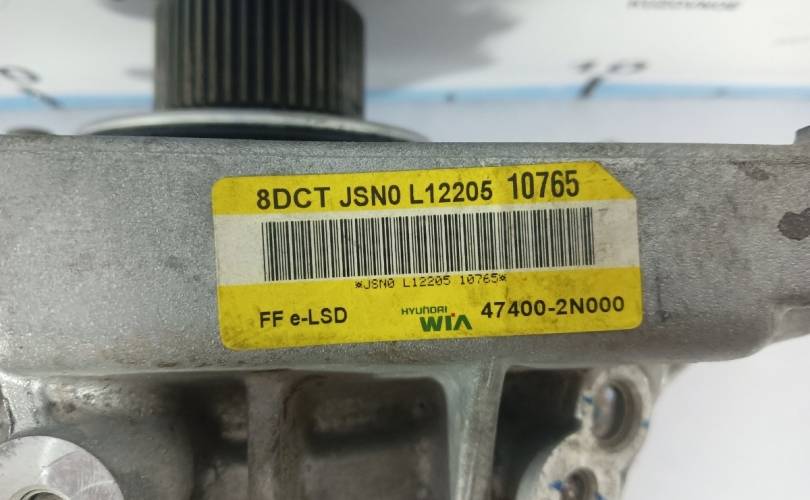 8DCT JSN0 L12205 10765
*JSN0 L12205 10765*
FF e-LSD HYUNDAI WIA 47400-2N000